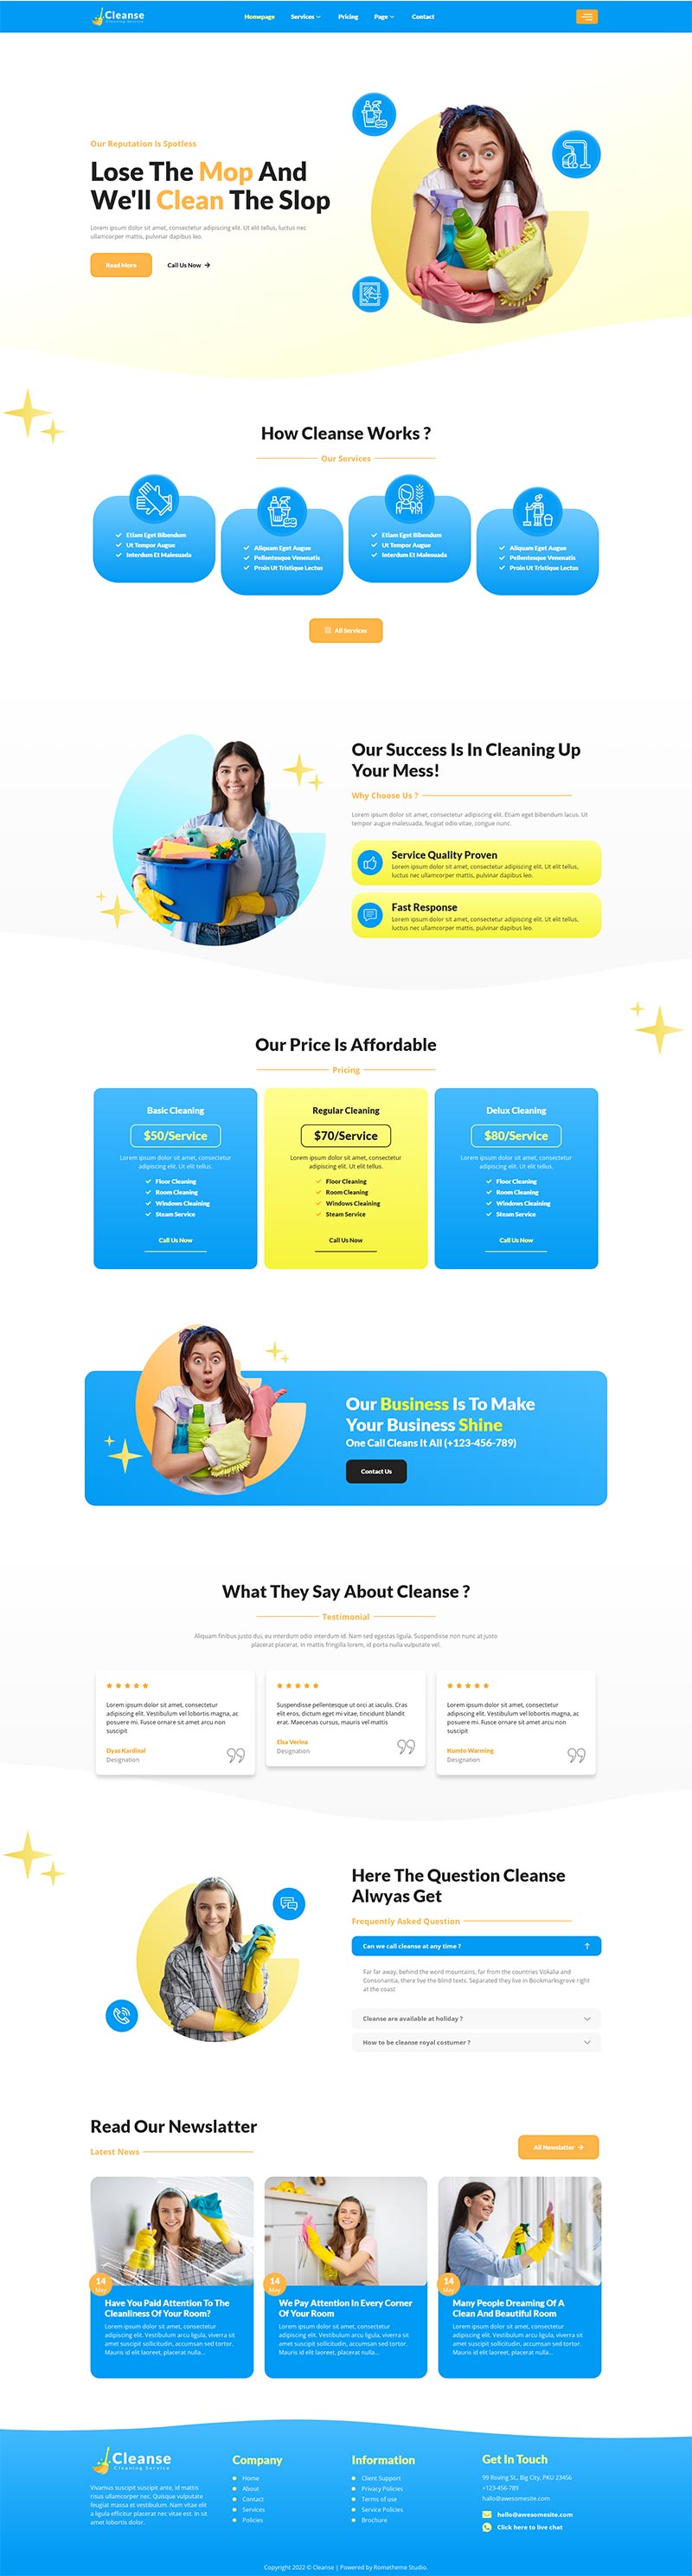 Cleanse
Cleaning Service
Homepage Services Pricing Page Contact
Our Reputation Is Spotless
Lose The Mop And
We'll Clean The Slop
Lorem ipsum dolor sit amet, consectetur adipiscing elit. Ut elit tellus, luctus nec
ullamcorper mattis, pulvinar dapibus leo.
Read More Call Us Now
How Cleanse Works ?
Our Services
Etiam Eget Bibendum
Ut Tempor Augue
Interdum Et Malesuada
Aliquam Eget Augue
Pellentesque Venenatis
Proin Ut Tristique Lectus
Etiam Eget Bibendum
Ut Tempor Augue
Interdum Et Malesuada
Aliquam Eget Augue
Pellentesque Venenatis
Proin Ut Tristique Lectus
All Services
Our Success Is In Cleaning Up
Your Mess!
Why Choose Us ?
Lorem ipsum dolor sit amet, consectetur adipiscing elit. Etiam eget bibendum lacus. Ut
tempor augue malesuada, feugiat odio vitae, congue nunc.
Service Quality Proven
Lorem ipsum dolor sit amet, consectetur adipiscing elit. Ut elit tellus,
luctus nec ullamcorper mattis, pulvinar dapibus leo.
Fast Response
Lorem ipsum dolor sit amet, consectetur adipiscing elit. Ut elit tellus,
luctus nec ullamcorper mattis, pulvinar dapibus leo.
Our Price Is Affordable
Pricing
Basic Cleaning
$50/Service
Lorem ipsum dolor sit amet, consectetur
adipiscing elit. Ut elit tellus.
Floor Cleaning
Room Cleaning
Windows Cleaining
Steam Service
Call Us Now
Regular Cleaning
$70/Service
Lorem ipsum dolor sit amet, consectetur
adipiscing elit. Ut elit tellus.
Floor Cleaning
Room Cleaning
Windows Cleaining
Steam Service
Call Us Now
Delux Cleaning
$80/Service
Lorem ipsum dolor sit amet, consectetur
adipiscing elit. Ut elit tellus.
Floor Cleaning
Room Cleaning
Windows Cleaining
Steam Service
Call Us Now
Our Business Is To Make
Your Business Shine
One Call Cleans It All (+123-456-789)
Contact Us
What They Say About Cleanse ?
Testimonial
Aliquam finibus justo dui, eu interdum odio interdum id. Nam sed egestas ligula. Suspendisse non nunc at justo
placerat placerat. In mattis fringilla lorem, id porta nulla vulputate vel.
Lorem ipsum dolor sit amet, consectetur
adipiscing elit. Vestibulum vel lobortis magna, ac
posuere mi. Fusce ornare sit amet arcu non
suscipit
Dyas Kardinal
Designation
Suspendisse pellentesque ut orci at iaculis. Cras
elit eros, dictum eget mi vitae, tincidunt blandit
erat. Maecenas cursus, mauris vel mattis
Elsa Verina
Designation
Lorem ipsum dolor sit amet, consectetur
adipiscing elit. Vestibulum vel lobortis magna, ac
posuere mi. Fusce ornare sit amet arcu non
suscipit
Kumto Warming
Designation
Here The Question Cleanse
Alwyas Get
Frequently Asked Question
Can we call cleanse at any time ?
Far far away, behind the word mountains, far from the countries Vokalia and
Consonantia, there live the blind texts. Separated they live in Bookmarksgrove right
at the coast
Cleanse are available at holiday ?
How to be cleanse royal costumer ?
Read Our Newslatter
Latest News
All Newslatter
14
May
Have You Paid Attention To The
Cleanliness Of Your Room?
Lorem ipsum dolor sit amet, consectetur
adipiscing elit. Vestibulum arcu ligula, viverra sit
amet suscipit sollicitudin, accumsan sed tortor.
Mauris id elit laoreet, placerat nulla...
14
May
We Pay Attention In Every Corner
Of Your Room
Lorem ipsum dolor sit amet, consectetur
adipiscing elit. Vestibulum arcu ligula, viverra sit
amet suscipit sollicitudin, accumsan sed tortor.
Mauris id elit laoreet, placerat nulla...
14
May
Many People Dreaming Of A
Clean And Beautiful Room
Lorem ipsum dolor sit amet, consectetur
adipiscing elit. Vestibulum arcu ligula, viverra sit
amet suscipit sollicitudin, accumsan sed tortor.
Mauris id elit laoreet, placerat nulla...
Cleanse
Cleaning Service
Vivamus suscipit suscipit ante, id mattis
risus ullamcorper nec. Quisque vulputate
feugiat massa et vestibulum. Nam vitae elit
a ligula efficitur placerat nec vitae est. In sit
amet lobortis dolor.
Company
Home
About
Contact
Services
Policies
Information
Client Support
Privacy Policies
Terms of use
Service Policies
Brochure
Get In Touch
99 Roving St., Big City, PKU 23456
+123-456-789
hallo@awesomesite.com
hello@awesomesite.com
Click here to live chat
Copyright 2022 © Cleanse | Powered by Rometheme Studio.